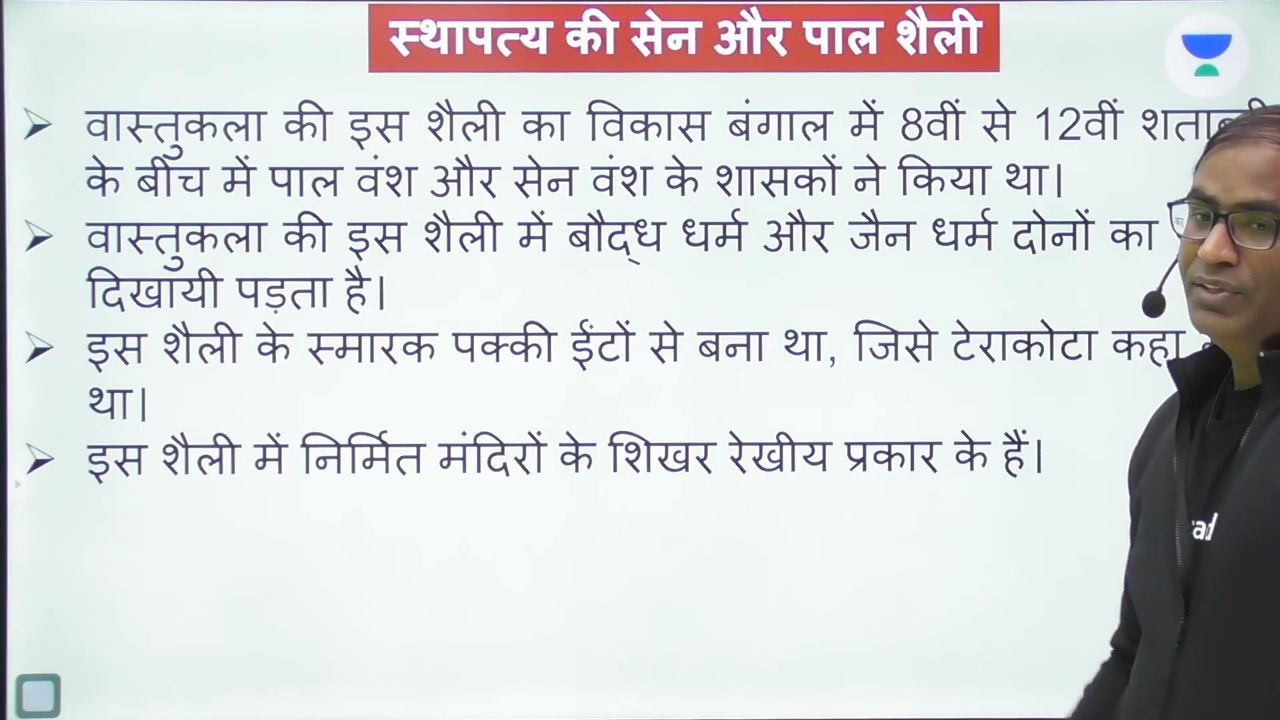 स्थापत्य की सेन और पाल शैली
वास्तुकला की इस शैली का विकास बंगाल में 8वीं से 12वीं
के बीच में पाल वंश और सेन वंश के शासकों ने किया था।
वास्तुकला की इस शैली में बौद्ध धर्म और जैन धर्म दोनों का
दिखायी पड़ता है।
इस शैली के स्मारक पक्की ईंटों से बना था, जिसे टेराकोटा कहा
था।
इस शैली में निर्मित मंदिरों के शिखर रेखीय प्रकार के हैं।